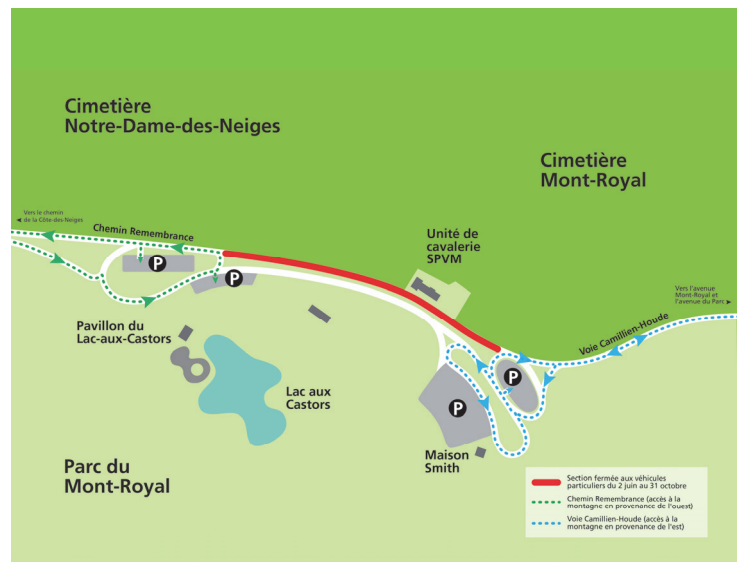 Cimetière
Notre-Dame-des-Neiges
Cimetière
Mont-Royal
Vers le chemin
de la Côte-des-Neiges
Chemin Remembrance
Unité de
cavalerie
SPVM
Vers l'avenue
Mont-Royal et
l'avenue du Parc
Voie Camillien-Houde
P
P
Pavillon du
Lac-aux-Castors
P
P
Lac aux
Castors
Maison
Smith
Parc du
Mont-Royal
Section fermée aux véhicules
particuliers du 2 juin au 31 octobre
Chemin Remembrance (accès à la
montagne en provenance de l'ouest)
Voie Camillien-Houde (accès à la
montagne en provenance de l'est)